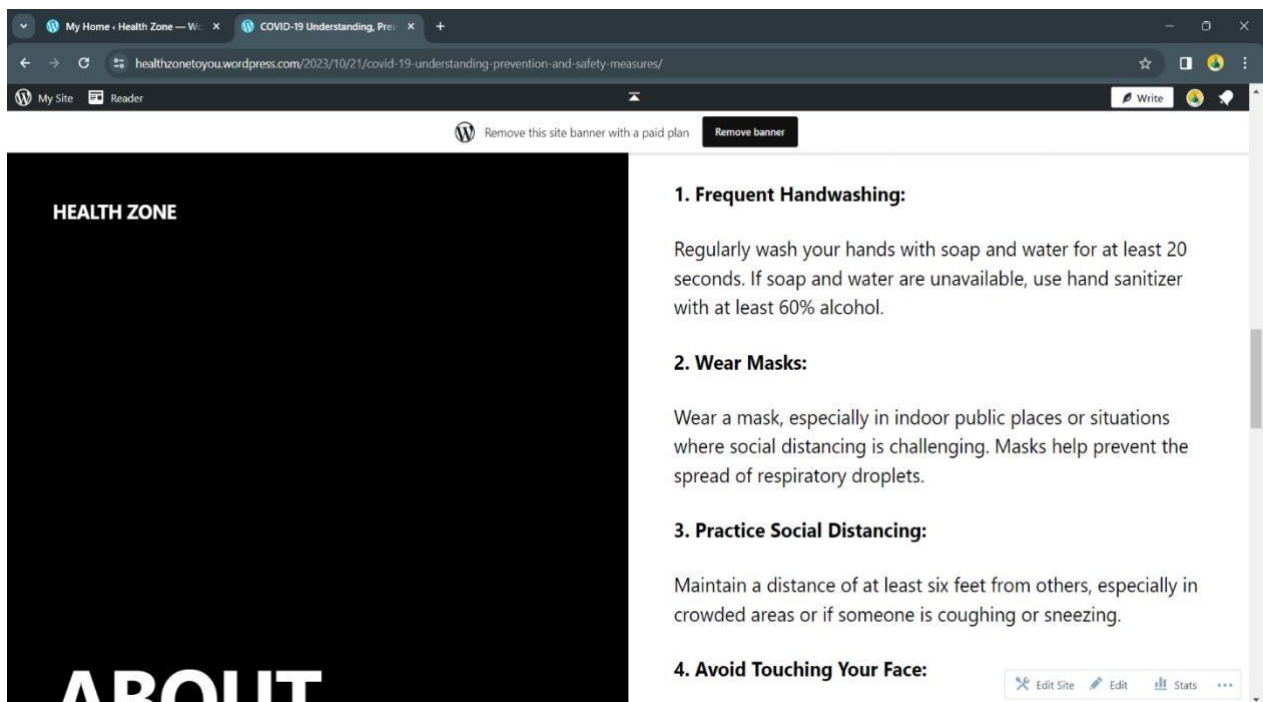 My Home ‹ Health Zone — W
COVID-19 Understanding, Pre
healthzonetoyou.wordpress.com/2023/10/21/covid-19-understanding-prevention-and-safety-measures/
My Site Reader Write
Remove this site banner with a paid plan Remove banner
HEALTH ZONE
ABOUT
1. Frequent Handwashing:
Regularly wash your hands with soap and water for at least 20
seconds. If soap and water are unavailable, use hand sanitizer
with at least 60% alcohol.
2. Wear Masks:
Wear a mask, especially in indoor public places or situations
where social distancing is challenging. Masks help prevent the
spread of respiratory droplets.
3. Practice Social Distancing:
Maintain a distance of at least six feet from others, especially in
crowded areas or if someone is coughing or sneezing.
4. Avoid Touching Your Face:
Edit Site Edit Stats